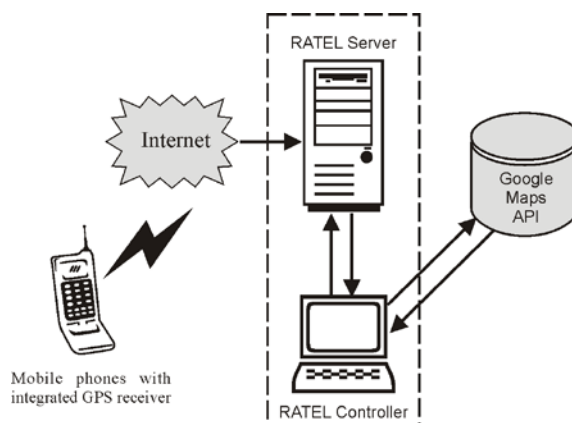 RATEL Server
Internet
Google
Maps
API
Mobile phones with
integrated GPS receiver
RATEL Controller